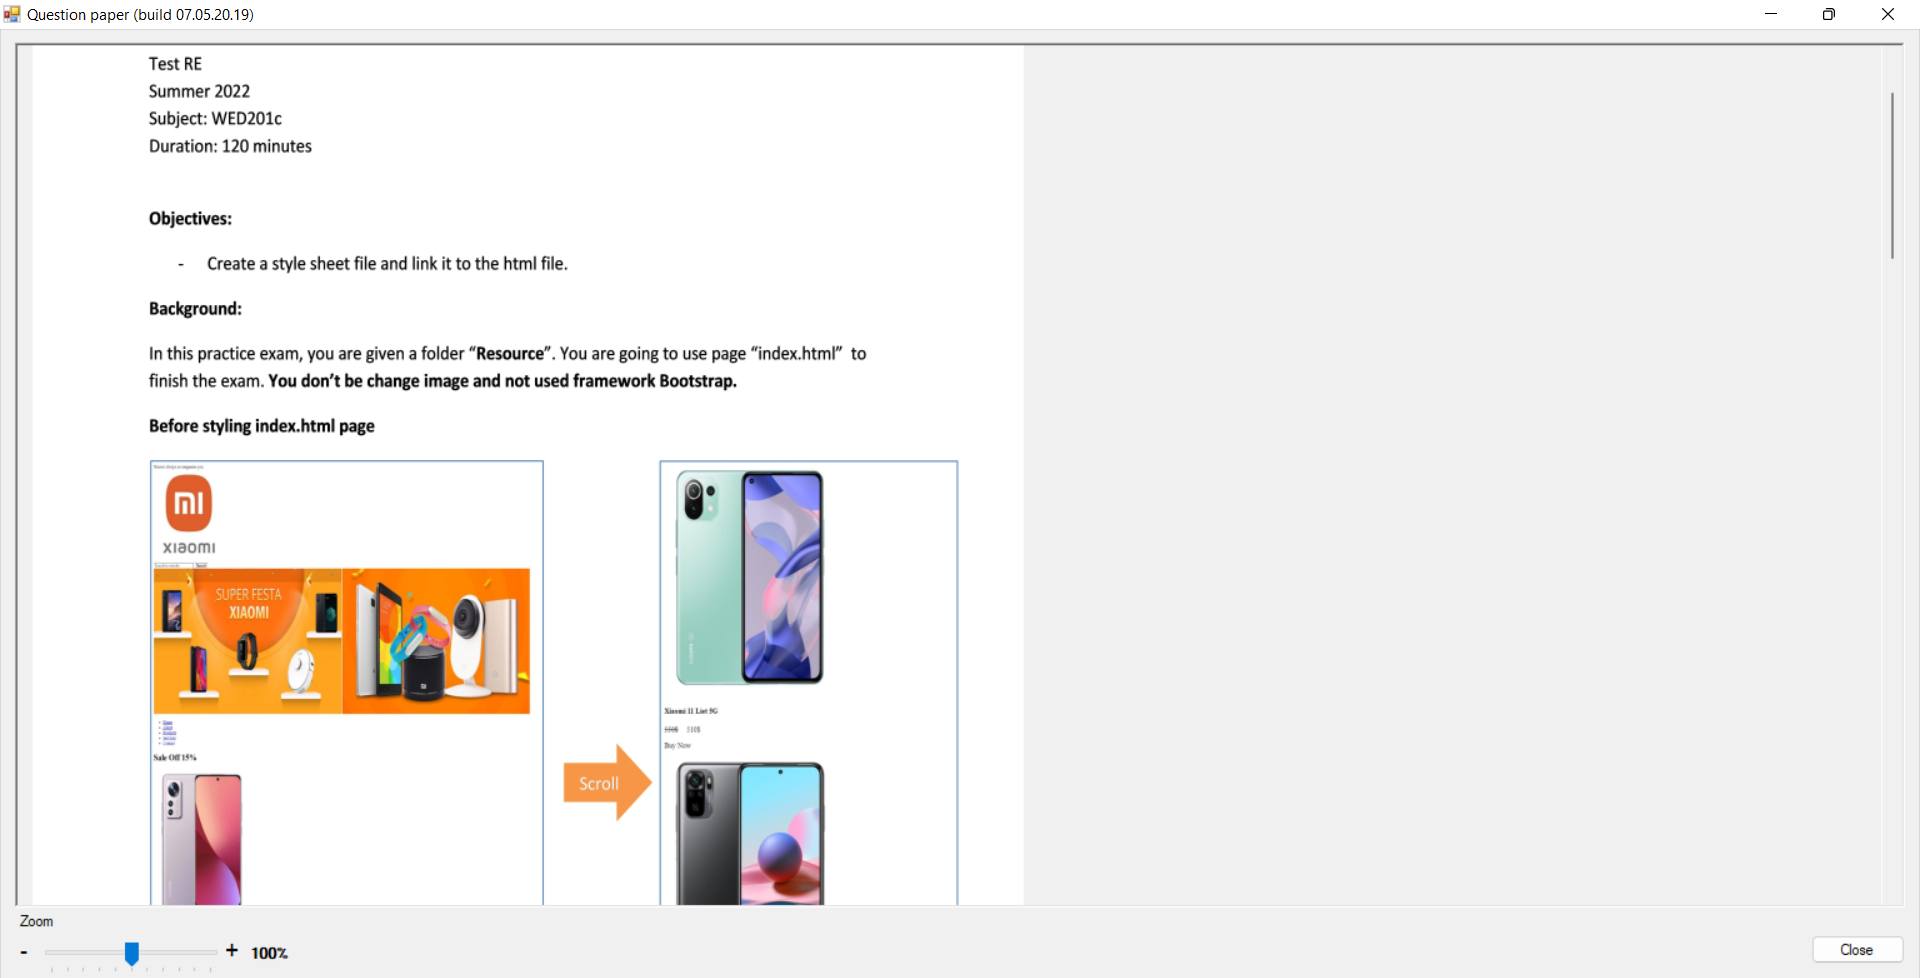 Question paper (build 07.05.20.19)
Test RE
Summer 2022
Subject: WED201c
Duration: 120 minutes
Objectives:
- Create a style sheet file and link it to the html file.
Background:
In this practice exam, you are given a folder “Resource”. You are going to use page “index.html” to
finish the exam. You don’t be change image and not used framework Bootstrap.
Before styling index.html page
xiaomi
SUPER FESTA
XIAOMI
Sale Off 15%
Scroll
Xiaomi 11 Lite 5G
510$
Buy Now
Zoom
- + 100%
Close